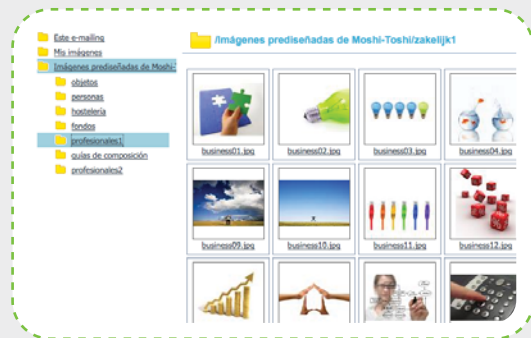 Este e-mailing
Mis imágenes
Imágenes prediseñadas de Moshi-
objetos
personas
hostelería
fondos
profesionales1
guías de composición
profesionales2
/Imágenes prediseñadas de Moshi-Toshi/zakelijk1
business01.jpg
business02.jpg
business03.jpg
business04.jpg
business09.jpg
business10.jpg
business11.jpg
business12.jpg